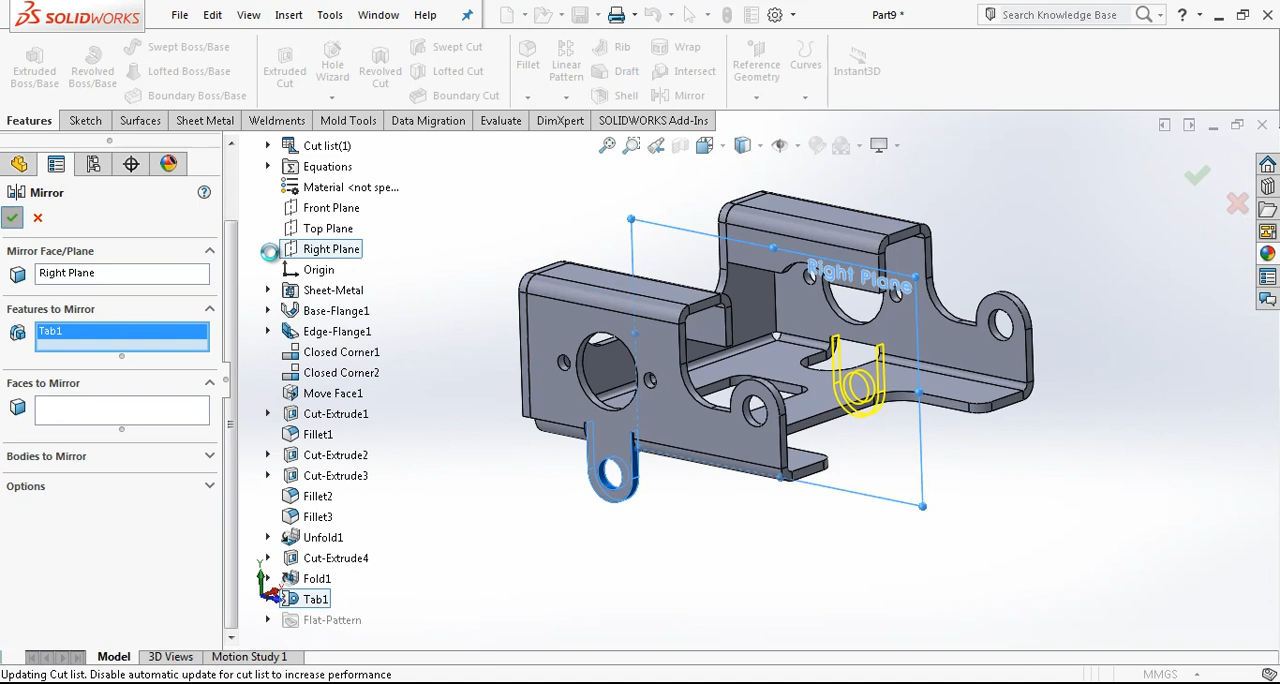 SOLIDWORKS
File Edit View Insert Tools Window Help
Part9 *
Search Knowledge Base
?
Extruded Boss/Base
Revolved Boss/Base
Swept Boss/Base
Lofted Boss/Base
Boundary Boss/Base
Extruded Cut
Hole Wizard
Revolved Cut
Swept Cut
Lofted Cut
Boundary Cut
Fillet
Linear Pattern
Rib
Draft
Shell
Wrap
Intersect
Mirror
Reference Geometry
Curves
Instant3D
Features Sketch Surfaces Sheet Metal Weldments Mold Tools Data Migration Evaluate DimXpert SOLIDWORKS Add-Ins
Mirror
?
Mirror Face/Plane
Right Plane
Features to Mirror
Tab1
Faces to Mirror
Bodies to Mirror
Options
Cut list(1)
Equations
Material <not spe...
Front Plane
Top Plane
Right Plane
Origin
Sheet-Metal
Base-Flange1
Edge-Flange1
Closed Corner1
Closed Corner2
Move Face1
Cut-Extrude1
Fillet1
Cut-Extrude2
Cut-Extrude3
Fillet2
Fillet3
Unfold1
Cut-Extrude4
Fold1
Tab1
Flat-Pattern
Right Plane
Y
Model 3D Views Motion Study 1
Updating Cut list. Disable automatic update for cut list to increase performance
MMGS